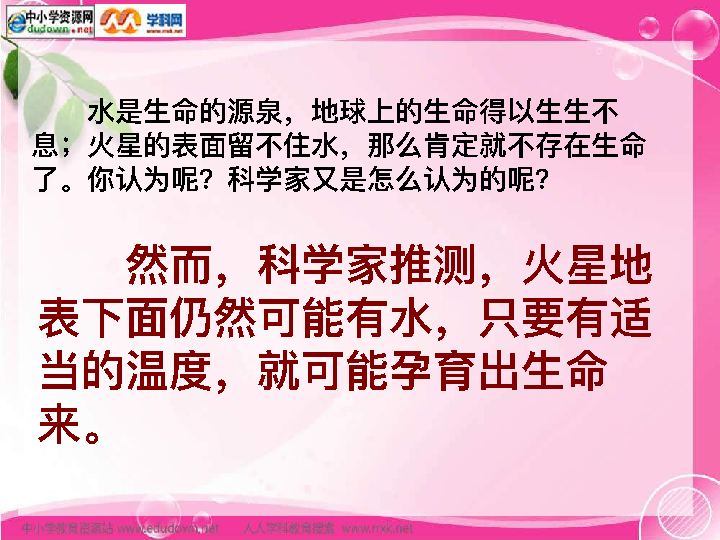 中小学资源网
edudown.net
学科网
www.nxk.net
水是生命的源泉，地球上的生命得以生生不
息；火星的表面留不住水，那么肯定就不存在生命
了。你认为呢？科学家又是怎么认为的呢？
然而，科学家推测，火星地
表下面仍然可能有水，只要有适
当的温度，就可能孕育出生命
来。
中小学教育资源站 www.edudown.net 人人学科教育搜索 www.nxk.net